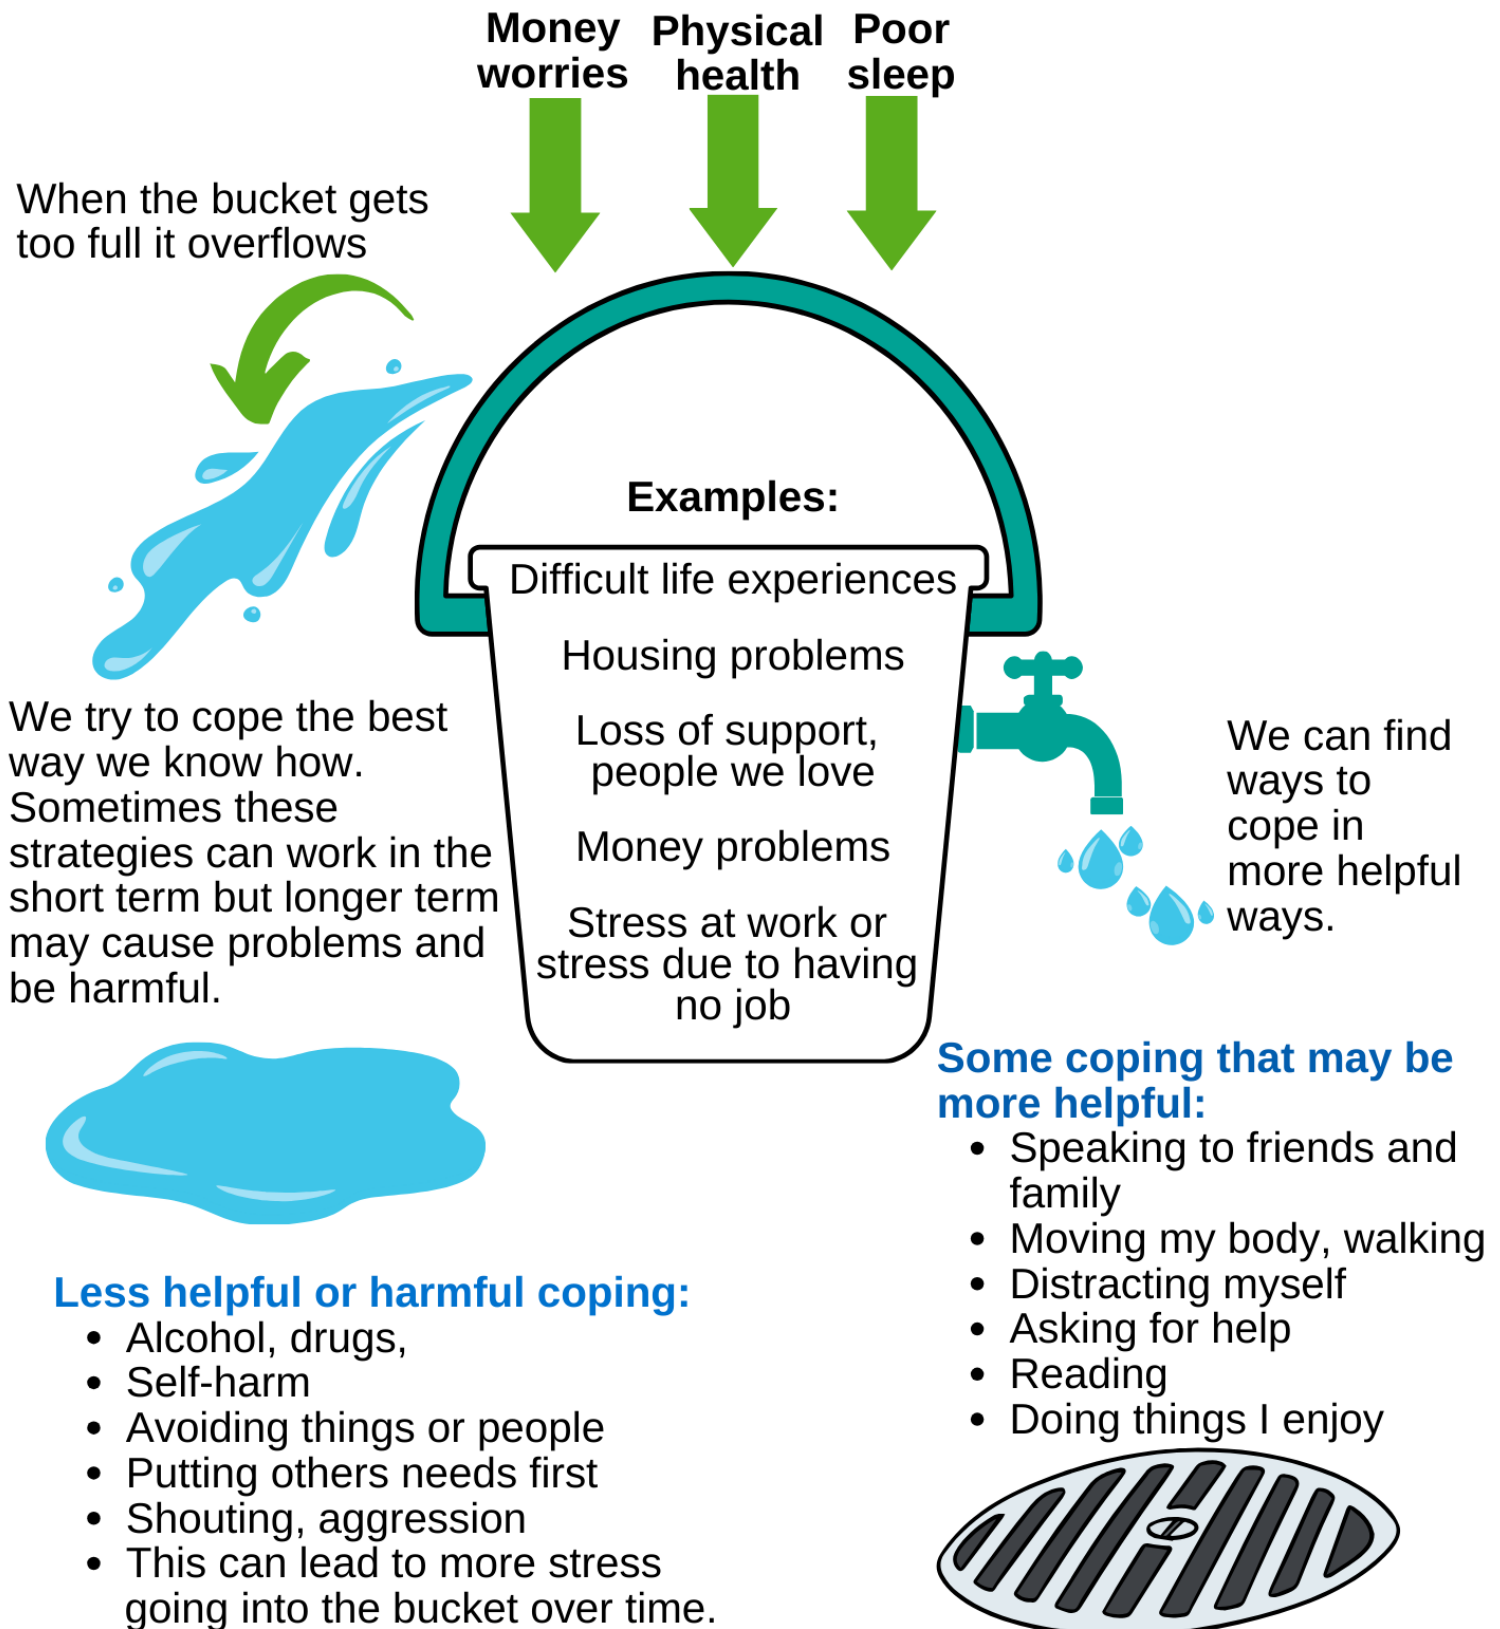 Money
worries
Physical
health
Poor
sleep
When the bucket gets
too full it overflows
Examples:
Difficult life experiences
Housing problems
Loss of support,
people we love
Money problems
Stress at work or
stress due to having
no job
We try to cope the best
way we know how.
Sometimes these
strategies can work in the
short term but longer term
may cause problems and
be harmful.
We can find
ways to
cope in
more helpful
ways.
Some coping that may be
more helpful:
• Speaking to friends and
family
• Moving my body, walking
• Distracting myself
• Asking for help
• Reading
• Doing things I enjoy
Less helpful or harmful coping:
• Alcohol, drugs,
• Self-harm
• Avoiding things or people
• Putting others needs first
• Shouting, aggression
• This can lead to more stress
going into the bucket over time.